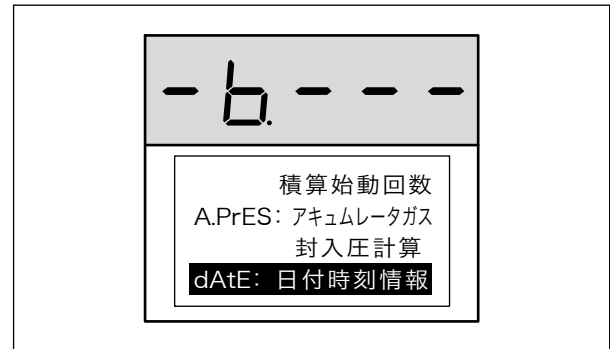 -b.---
積算始動回数
A.PrES: アキュムレータガス
封入圧計算
dAtE: 日付時刻情報